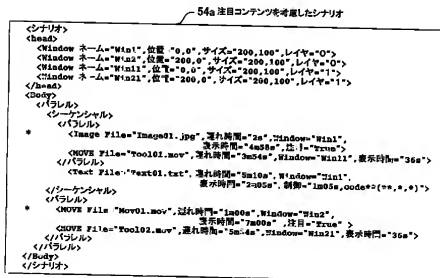 54a 注目コンテンツを考慮したシナリオ
<シナリオ>
<head>
<Window ネーム="Win1",位置="0,0",サイズ="200,100",レイヤ="0">
<Window ネーム="Win2",位置="200,0",サイズ="200,100",レイヤ="0">
<Window ネーム="Win11",位置="0,0",サイズ="200,100",レイヤ="1">
<Window ネーム="Win21",位置="200,0",サイズ="200,100",レイヤ="1">
</head>
<Body>
<パラレル>
<シーケンシャル>
<パラレル>
* <Image File="Image01.jpg",遅れ時間="2s",Window="Win1",
表示時間="4m58s",注目="True">
<MOVE File="Tool01.mov",遅れ時間="3m54s",Window="Win11",表示時間="36s">
</パラレル>
<Text File="Text01.txt",遅れ時間="5m10s",Window="Win1",
表示時間="2m05s",制御="1m05s,code*2(**,*,*)">
</シーケンシャル>
<パラレル>
* <MOVE File="Mov01.mov",遅れ時間="1m00s",Window="Win2",
表示時間="7m00s",注目="True">
<MOVE File="Tool02.mov",遅れ時間="5m54s",Window="Win21",表示時間="36s">
</パラレル>
</パラレル>
</Body>
</シナリオ>